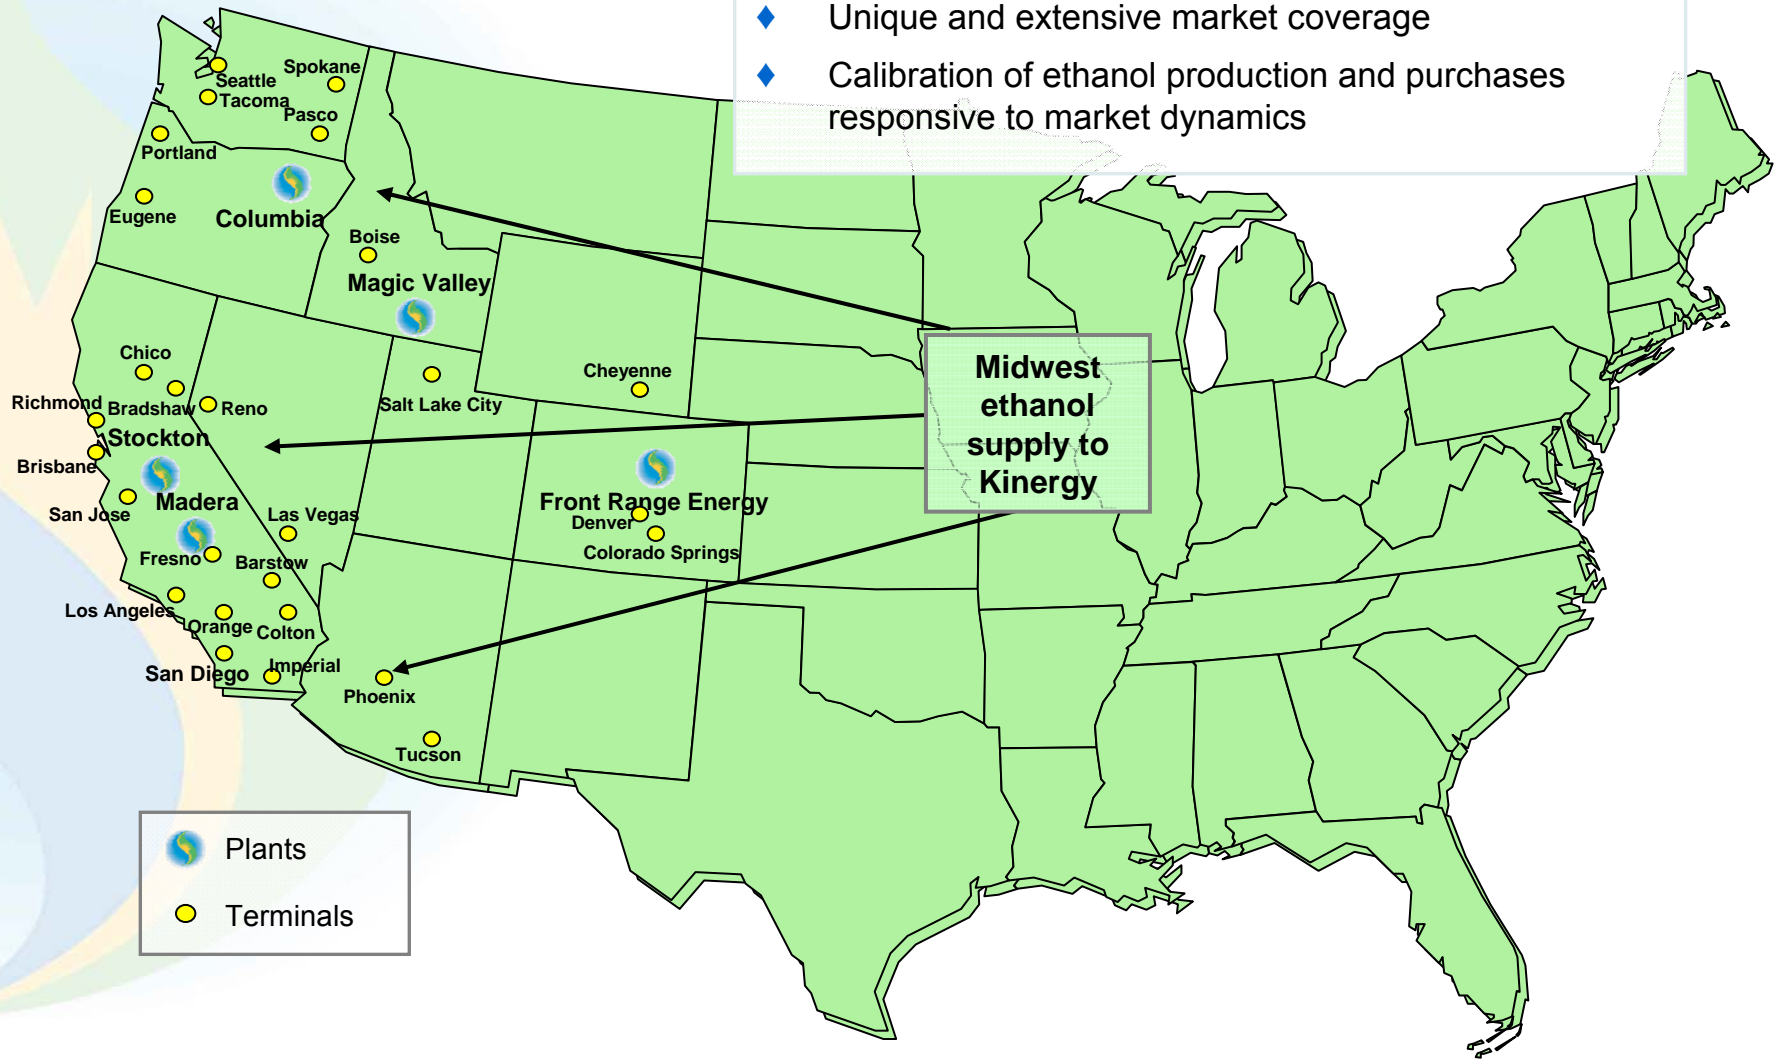 Unique and extensive market coverage
Calibration of ethanol production and purchases
responsive to market dynamics
Seattle
Spokane
Tacoma
Pasco
Portland
Columbia
Eugene
Boise
Magic Valley
Chico
Cheyenne
Richmond
Bradshaw
Reno
Salt Lake City
Stockton
Brisbane
Madera
San Jose
Las Vegas
Front Range Energy
Denver
Colorado Springs
Fresno
Barstow
Los Angeles
Orange
Colton
San Diego
Imperial
Phoenix
Tucson
Midwest
ethanol
supply to
Kinergy
Plants
Terminals